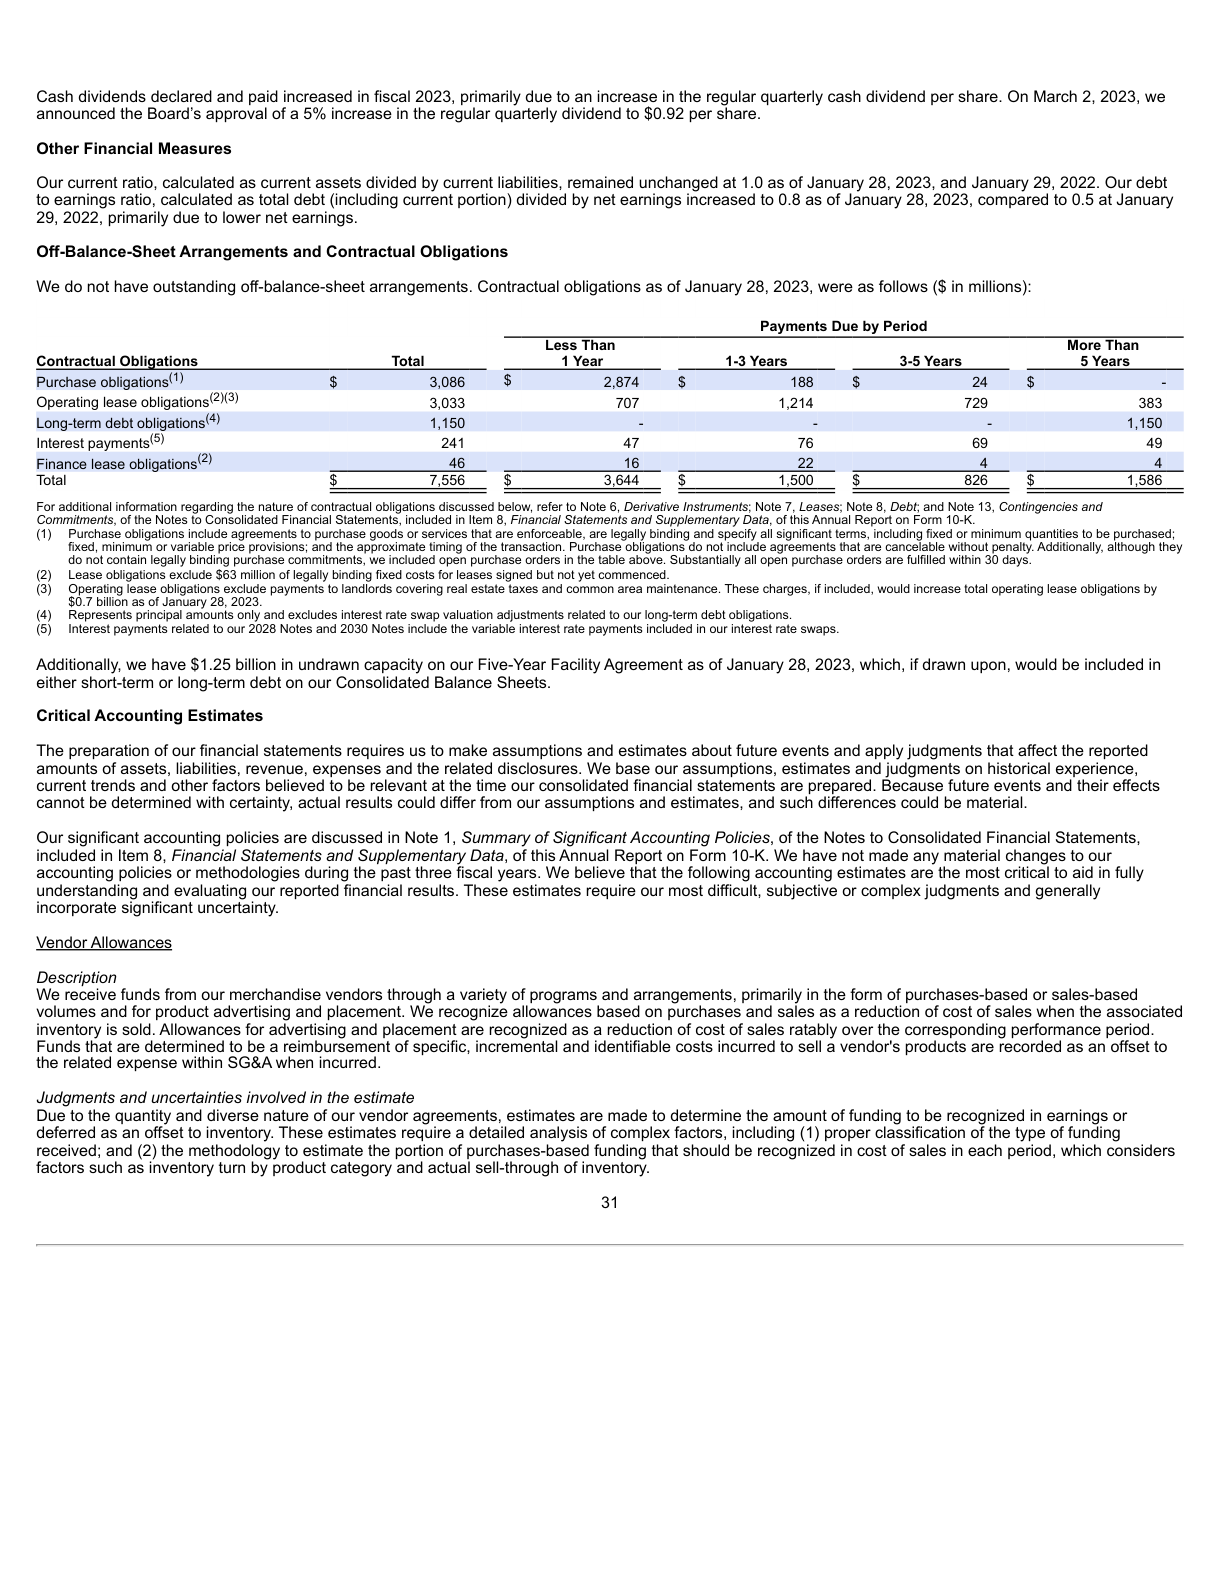 Cash dividends declared and paid increased in fiscal 2023, primarily due to an increase in the regular quarterly cash dividend per share. On March 2, 2023, we
announced the Board's approval of a 5% increase in the regular quarterly dividend to $0.92 per share.
Other Financial Measures
Our current ratio, calculated as current assets divided by current liabilities, remained unchanged at 1.0 as of January 28, 2023, and January 29, 2022. Our debt
to earnings ratio, calculated as total debt (including current portion) divided by net earnings increased to 0.8 as of January 28, 2023, compared to 0.5 at January
29, 2022, primarily due to lower net earnings.
Off-Balance-Sheet Arrangements and Contractual Obligations
We do not have outstanding off-balance-sheet arrangements. Contractual obligations as of January 28, 2023, were as follows ($ in millions):
Payments Due by Period
Less Than More Than
Contractual Obligations Total 1 Year 1-3 Years 3-5 Years 5 Years
Purchase obligations(1) $ 3,086 $ 2,874 $ 188 $ 24 $ -
Operating lease obligations(2)(3) 3,033 707 1,214 729 383
Long-term debt obligations(4) 1,150 - - - 1,150
Interest payments(5) 241 47 76 69 49
Finance lease obligations(2) 46 16 22 4 4
Total $ 7,556 $ 3,644 $ 1,500 $ 826 $ 1,586
For additional information regarding the nature of contractual obligations discussed below, refer to Note 6, Derivative Instruments; Note 7, Leases; Note 8, Debt; and Note 13, Contingencies and
Commitments, of the Notes to Consolidated Financial Statements, included in Item 8, Financial Statements and Supplementary Data, of this Annual Report on Form 10-K.
(1) Purchase obligations include agreements to purchase goods or services that are enforceable, are legally binding and specify all significant terms, including fixed or minimum quantities to be purchased;
fixed, minimum or variable price provisions; and the approximate timing of the transaction. Purchase obligations do not include agreements that are cancelable without penalty. Additionally, although they
do not contain legally binding purchase commitments, we included open purchase orders in the table above. Substantially all open purchase orders are fulfilled within 30 days.
(2) Lease obligations exclude $63 million of legally binding fixed costs for leases signed but not yet commenced.
(3) Operating lease obligations exclude payments to landlords covering real estate taxes and common area maintenance. These charges, if included, would increase total operating lease obligations by
$0.7 billion as of January 28, 2023.
(4) Represents principal amounts only and excludes interest rate swap valuation adjustments related to our long-term debt obligations.
(5) Interest payments related to our 2028 Notes and 2030 Notes include the variable interest rate payments included in our interest rate swaps.
Additionally, we have $1.25 billion in undrawn capacity on our Five-Year Facility Agreement as of January 28, 2023, which, if drawn upon, would be included in
either short-term or long-term debt on our Consolidated Balance Sheets.
Critical Accounting Estimates
The preparation of our financial statements requires us to make assumptions and estimates about future events and apply judgments that affect the reported
amounts of assets, liabilities, revenue, expenses and the related disclosures. We base our assumptions, estimates and judgments on historical experience,
current trends and other factors believed to be relevant at the time our consolidated financial statements are prepared. Because future events and their effects
cannot be determined with certainty, actual results could differ from our assumptions and estimates, and such differences could be material.
Our significant accounting policies are discussed in Note 1, Summary of Significant Accounting Policies, of the Notes to Consolidated Financial Statements,
included in Item 8, Financial Statements and Supplementary Data, of this Annual Report on Form 10-K. We have not made any material changes to our
accounting policies or methodologies during the past three fiscal years. We believe that the following accounting estimates are the most critical to aid in fully
understanding and evaluating our reported financial results. These estimates require our most difficult, subjective or complex judgments and generally
incorporate significant uncertainty.
Vendor Allowances
Description
We receive funds from our merchandise vendors through a variety of programs and arrangements, primarily in the form of purchases-based or sales-based
volumes and for product advertising and placement. We recognize allowances based on purchases and sales as a reduction of cost of sales when the associated
inventory is sold. Allowances for advertising and placement are recognized as a reduction of cost of sales ratably over the corresponding performance period.
Funds that are determined to be a reimbursement of specific, incremental and identifiable costs incurred to sell a vendor's products are recorded as an offset to
the related expense within SG&A when incurred.
Judgments and uncertainties involved in the estimate
Due to the quantity and diverse nature of our vendor agreements, estimates are made to determine the amount of funding to be recognized in earnings or
deferred as an offset to inventory. These estimates require a detailed analysis of complex factors, including (1) proper classification of the type of funding
received; and (2) the methodology to estimate the portion of purchases-based funding that should be recognized in cost of sales in each period, which considers
factors such as inventory turn by product category and actual sell-through of inventory.
31